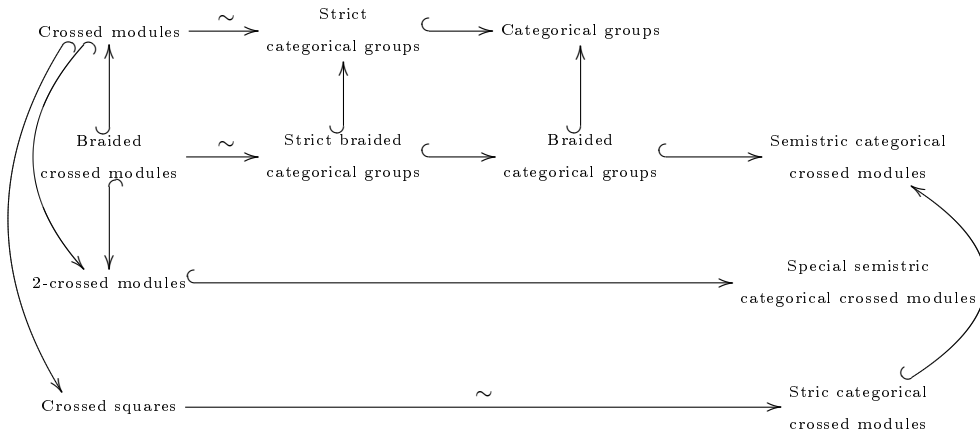 Crossed modules
∼
Strict
categorical groups
Categorical groups
Braided
crossed modules
∼
Strict braided
categorical groups
Braided
categorical groups
Semistric categorical
crossed modules
2-crossed modules
Special semistric
categorical crossed modules
Crossed squares
∼
Stric categorical
crossed modules